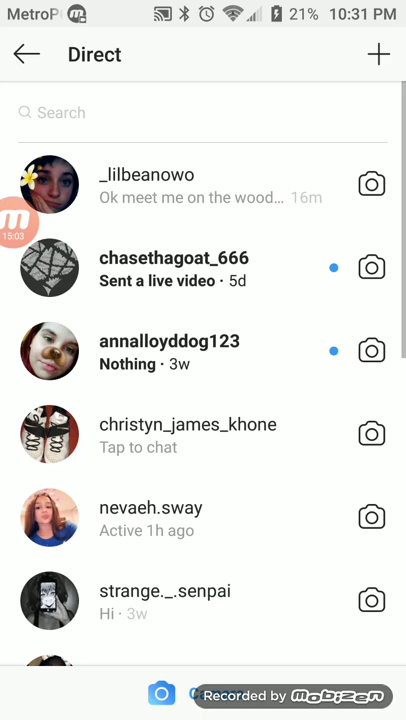 MetroP
21% 10:31 PM
Direct
Search
_lilbeanowo
Ok meet me on the wood... 16m
15:03
chasethagoat_666
Sent a live video · 5d
annalloyddog123
Nothing · 3w
christyn_james_khone
Tap to chat
nevaeh.sway
Active 1h ago
strange._.senpai
Hi · 3w
Recorded by mobizen